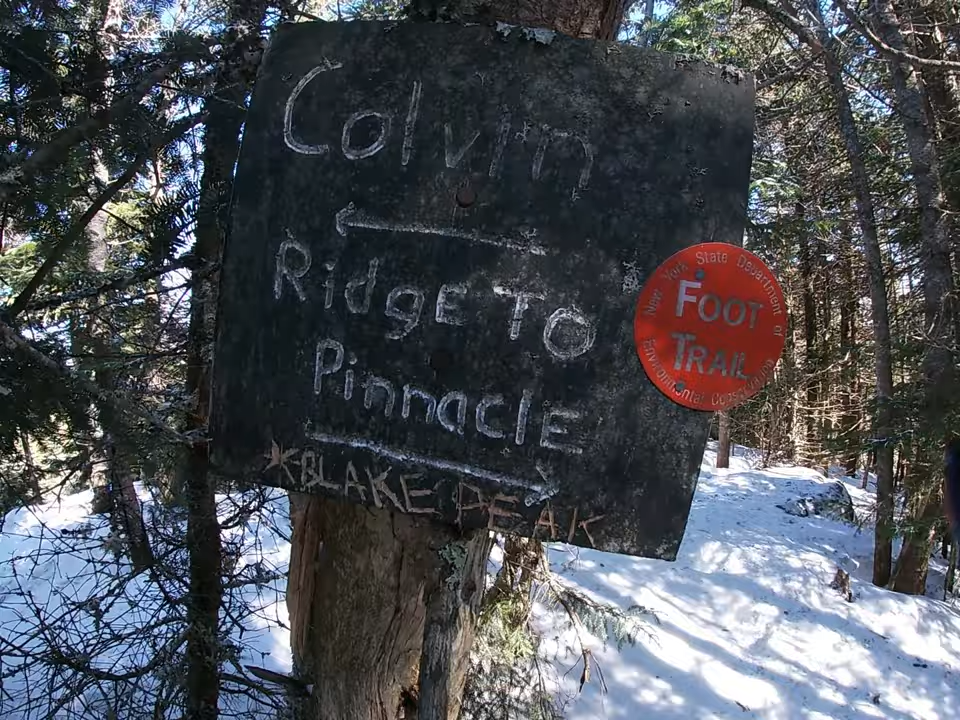 Colvin
←
Ridge To
Pinnacle
→
*BLAKE PEAK
New York State Department of
FOOT
TRAIL
Environmental Conservation